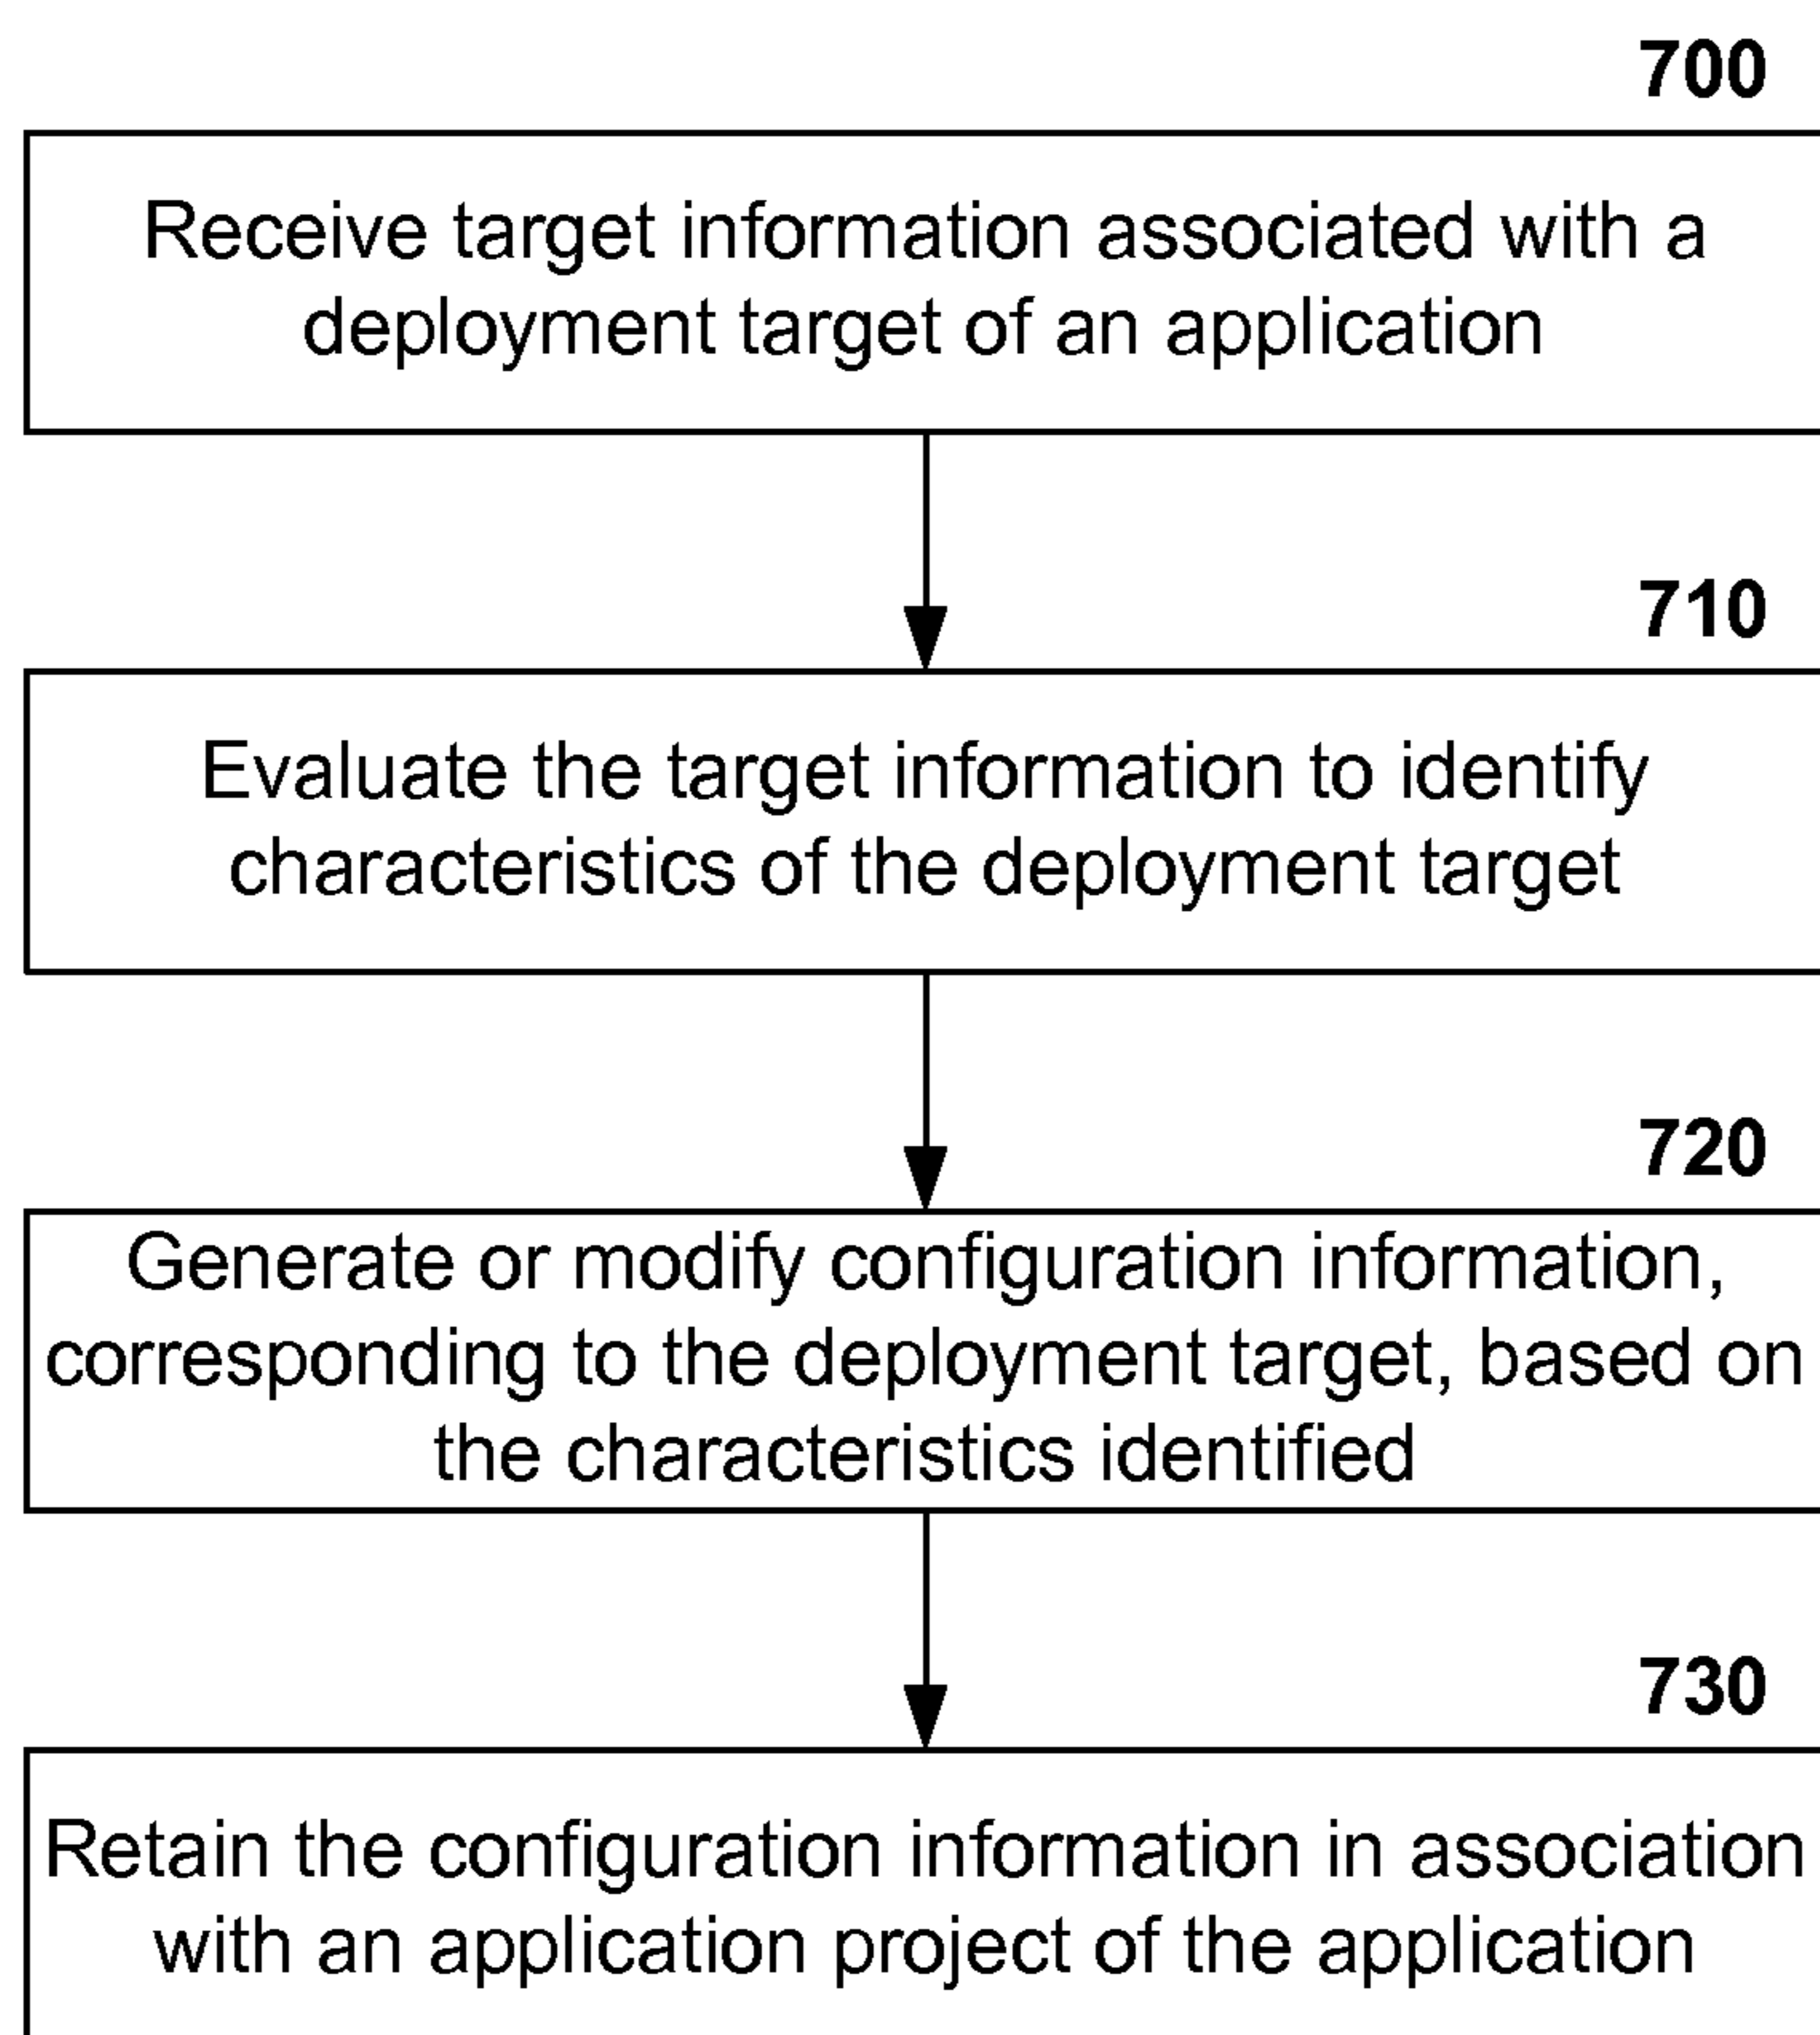 700
Receive target information associated with a
deployment target of an application
710
Evaluate the target information to identify
characteristics of the deployment target
720
Generate or modify configuration information,
corresponding to the deployment target, based on
the characteristics identified
730
Retain the configuration information in association
with an application project of the application